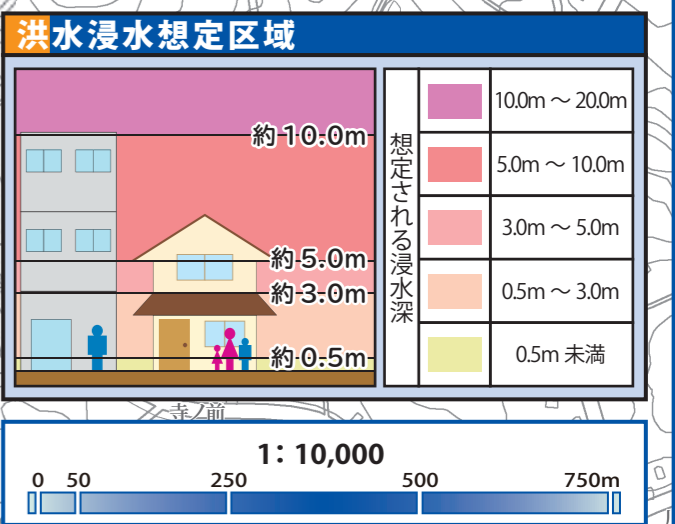 洪水浸水想定区域
約10.0m
約5.0m
約3.0m
約0.5m
想定される浸水深
10.0m ～ 20.0m
5.0m ～ 10.0m
3.0m ～ 5.0m
0.5m ～ 3.0m
0.5m 未満
寺ノ前
1: 10,000
0 50 250 500 750m